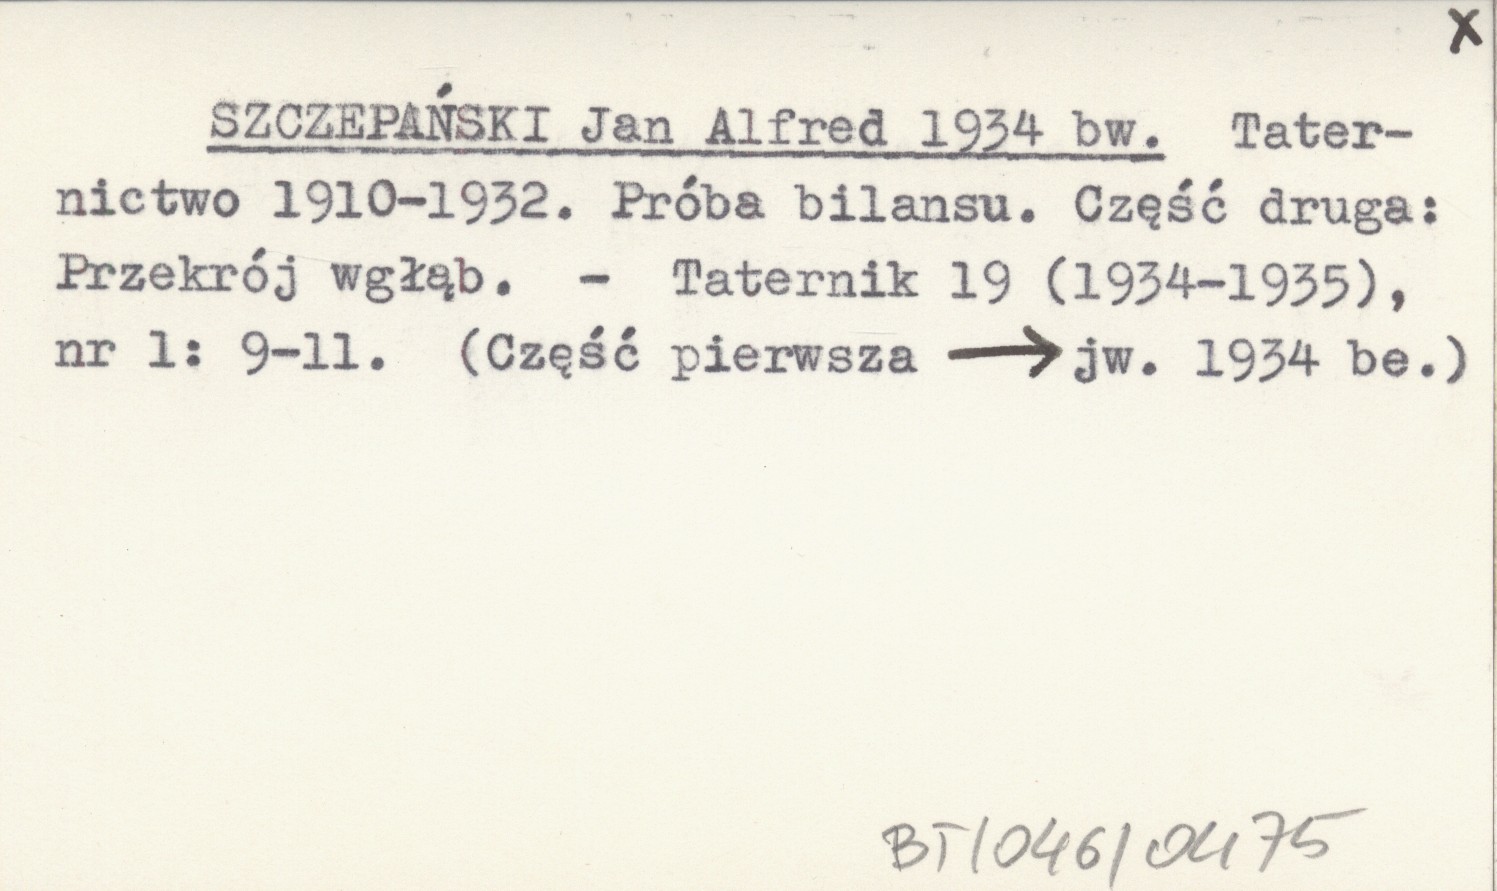 X
SZCZEPAŃSKI Jan Alfred 1934 bw. Tater-
nictwo 1910-1932. Próba bilansu. Część druga:
Przekrój wgłąb. - Taternik 19 (1934-1935),
nr 1: 9-11. (Część pierwsza → jw. 1934 be.)
BT/046/0475